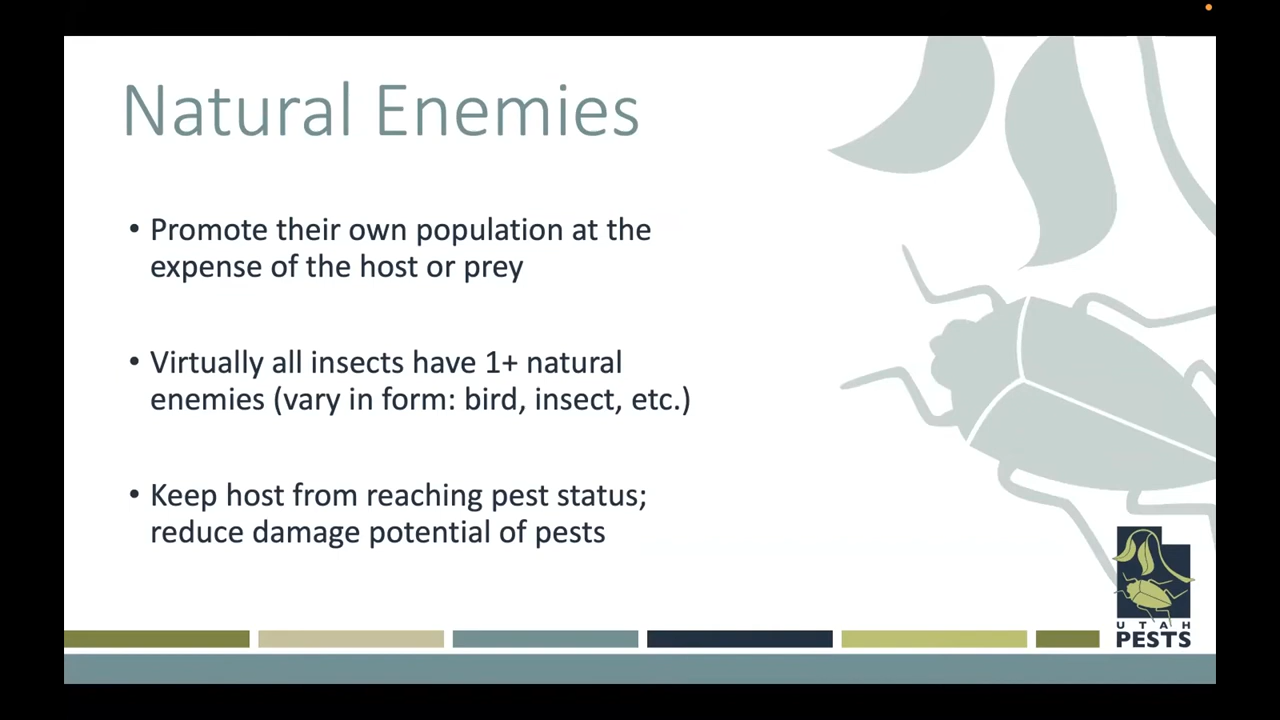 Natural Enemies
• Promote their own population at the
expense of the host or prey
• Virtually all insects have 1+ natural
enemies (vary in form: bird, insect, etc.)
• Keep host from reaching pest status;
reduce damage potential of pests
UTAH
PESTS